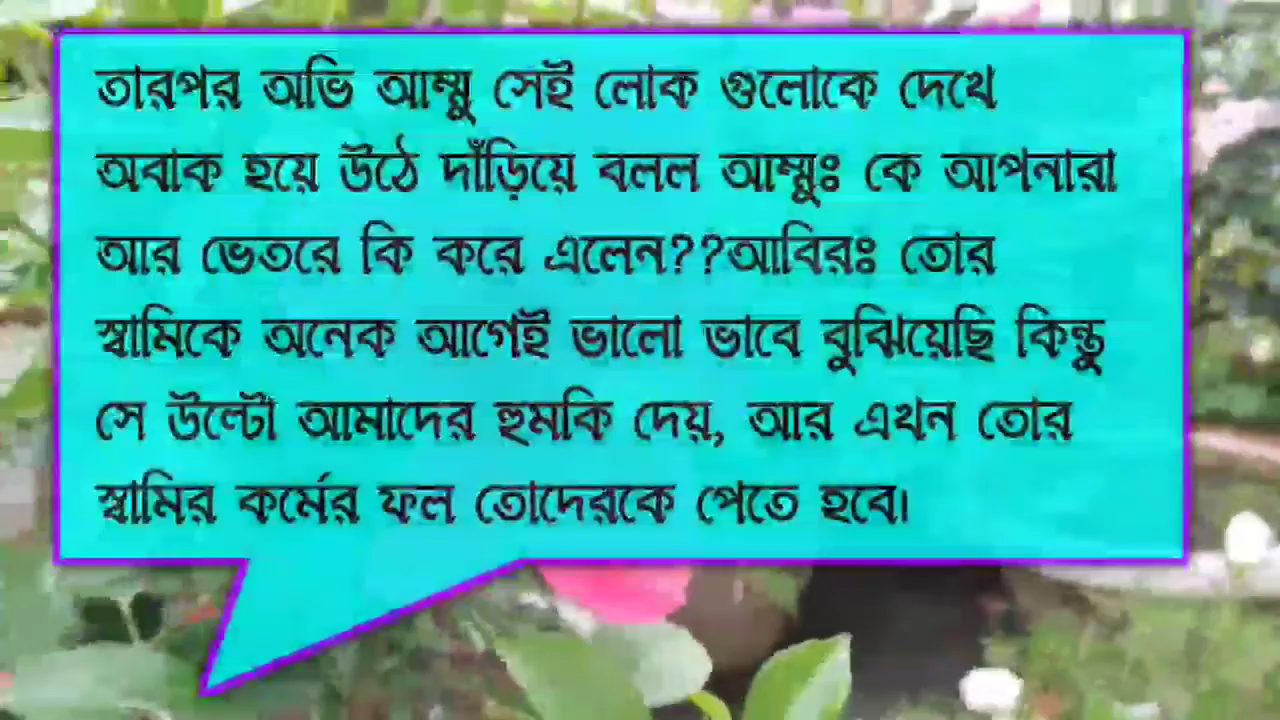 তারপর অভি আম্মু সেই লোক গুলোকে দেখে
অবাক হয়ে উঠে দাঁড়িয়ে বলল আম্মুঃ কে আপনারা
আর ভেতরে কি করে এলেন??আবিরঃ তোর
স্বামিকে অনেক আগেই ভালো ভাবে বুঝিয়েছি কিন্তু
সে উল্টো আমাদের হুমকি দেয়, আর এখন তোর
স্বামির কর্মের ফল তোদেরকে পেতে হবে।